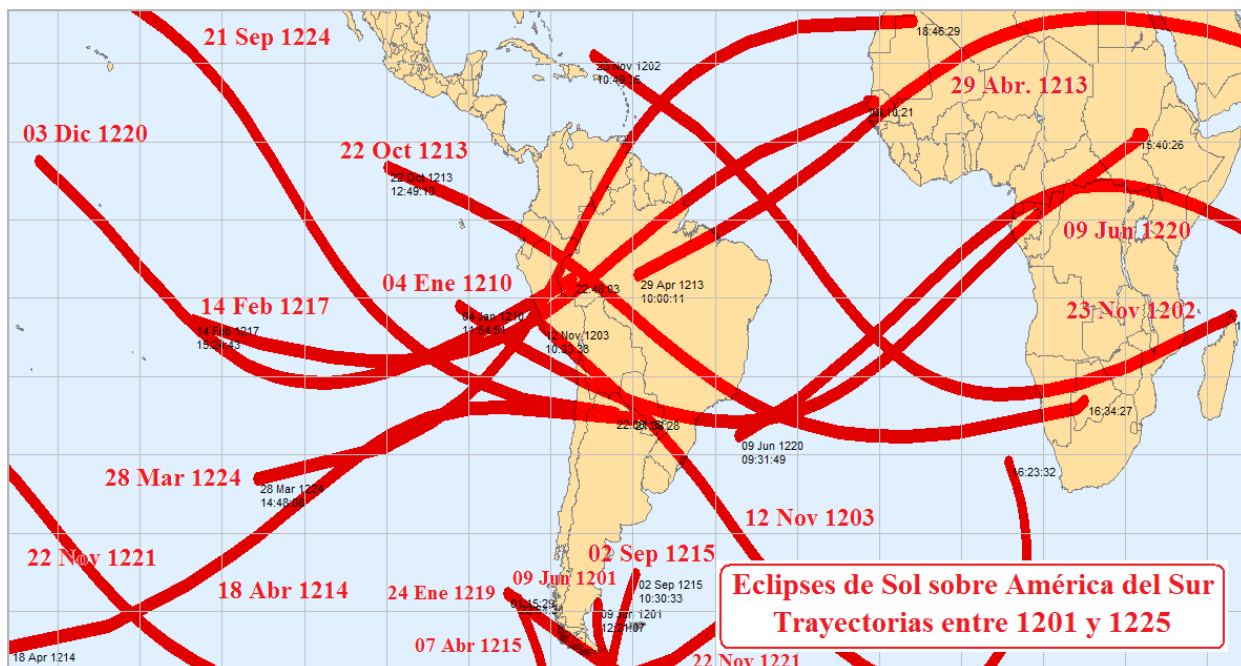 21 Sep 1224
18:46:29
23 Nov 1202
29 Abr. 1213
03 Dic 1220
15:40:26
22 Oct 1213
22 Oct 1213
12:49:13
09 Jun 1220
04 Ene 1210
29 Apr 1213
10:00:11
22:48:03
14 Feb 1217
04 Jan 1210
11:54:51
23 Nov 1202
14 Feb 1217
15:24:43
12 Nov 1203
10:33:38
16:34:27
09 Jun 1220
09:31:49
28 Mar 1224
28 Mar 1224
16:23:32
12 Nov 1203
22 Nov 1221
02 Sep 1215
09 Jun 1201
02 Sep 1215
10:30:33
18 Abr 1214
24 Ene 1219
09 Jun 1201
12:21:07
Eclipses de Sol sobre América del Sur
Trayectorias entre 1201 y 1225
07 Abr 1215
22 Nov 1221
18 Apr 1214